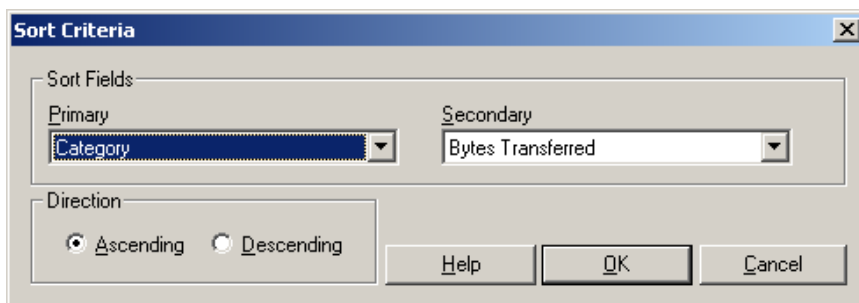 Sort Criteria
Sort Fields
Primary Secondary
Category Bytes Transferred
Direction
Ascending Descending
Help OK Cancel